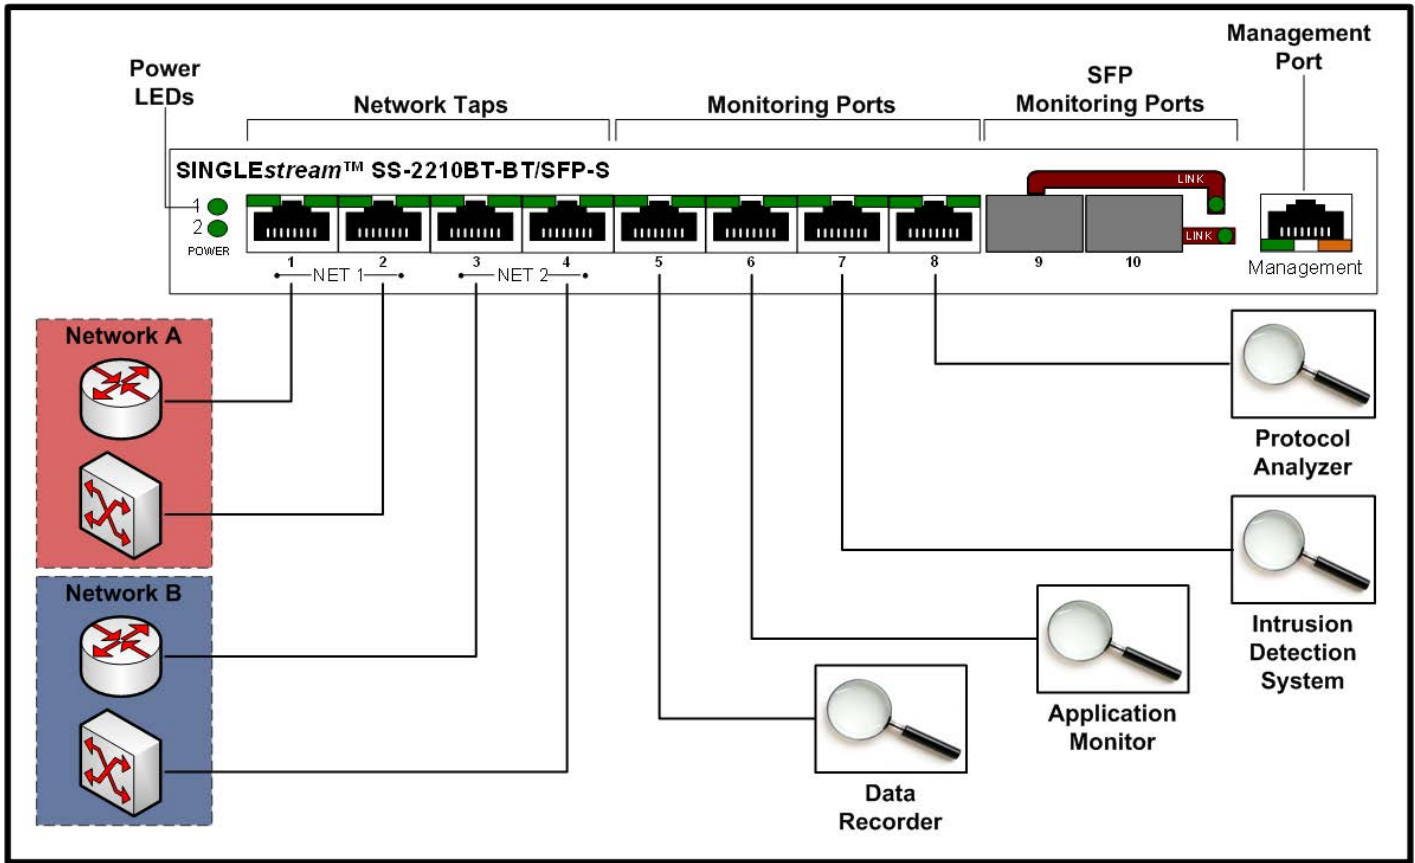 Power
LEDs
Network Taps
Monitoring Ports
SFP
Monitoring Ports
Management
Port
SINGLEstream™ SS-2210BT-BT/SFP-S
1
2
POWER
LINK
LINK
1
2
3
4
5
6
7
8
9
10
NET 1
NET 2
Management
Network A
Network B
Protocol
Analyzer
Intrusion
Detection
System
Application
Monitor
Data
Recorder